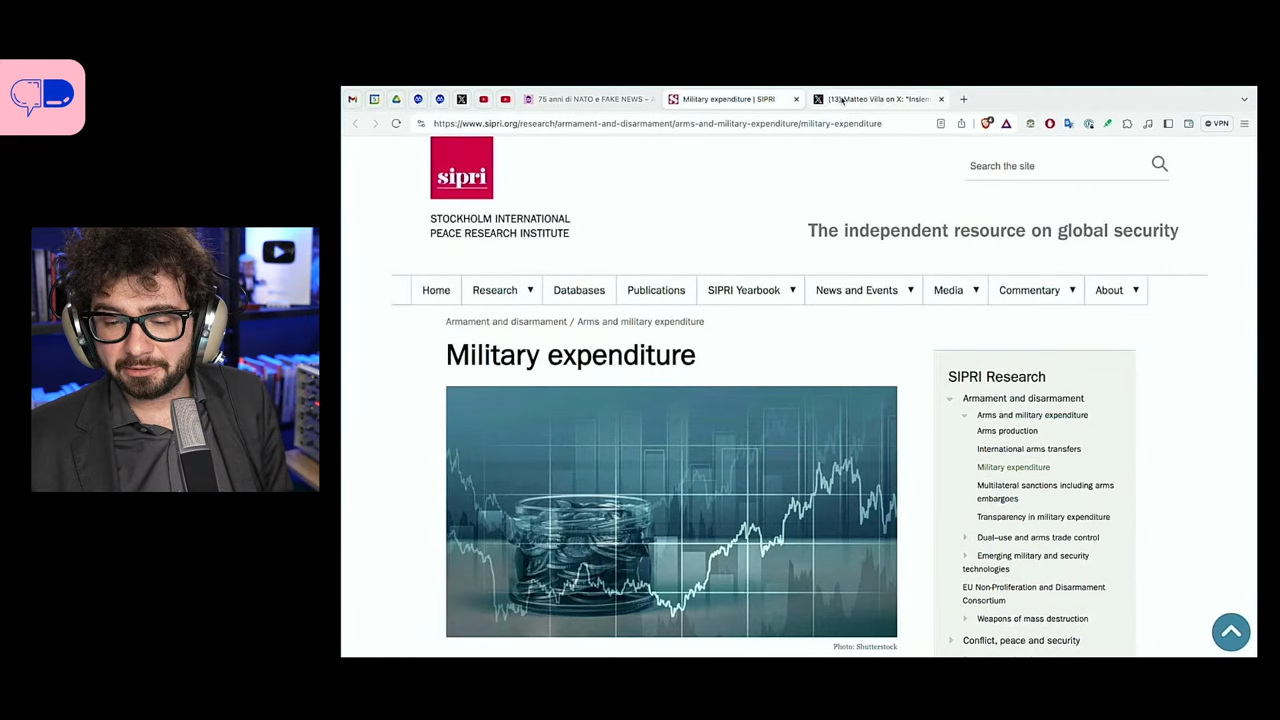 75 anni di NATO e FAKE NEWS -
Military expenditure | SIPRI
(13) Matteo Villa on X: "Insiem
https://www.sipri.org/research/armament-and-disarmament/arms-and-military-expenditure/military-expenditure
VPN
sipri
STOCKHOLM INTERNATIONAL
PEACE RESEARCH INSTITUTE
Search the site
The independent resource on global security
Home
Research
Databases
Publications
SIPRI Yearbook
News and Events
Media
Commentary
About
Armament and disarmament / Arms and military expenditure
Military expenditure
Photo: Shutterstock
SIPRI Research
Armament and disarmament
Arms and military expenditure
Arms production
International arms transfers
Military expenditure
Multilateral sanctions including arms
embargoes
Transparency in military expenditure
Dual–use and arms trade control
Emerging military and security
technologies
EU Non-Proliferation and Disarmament
Consortium
Weapons of mass destruction
Conflict, peace and security